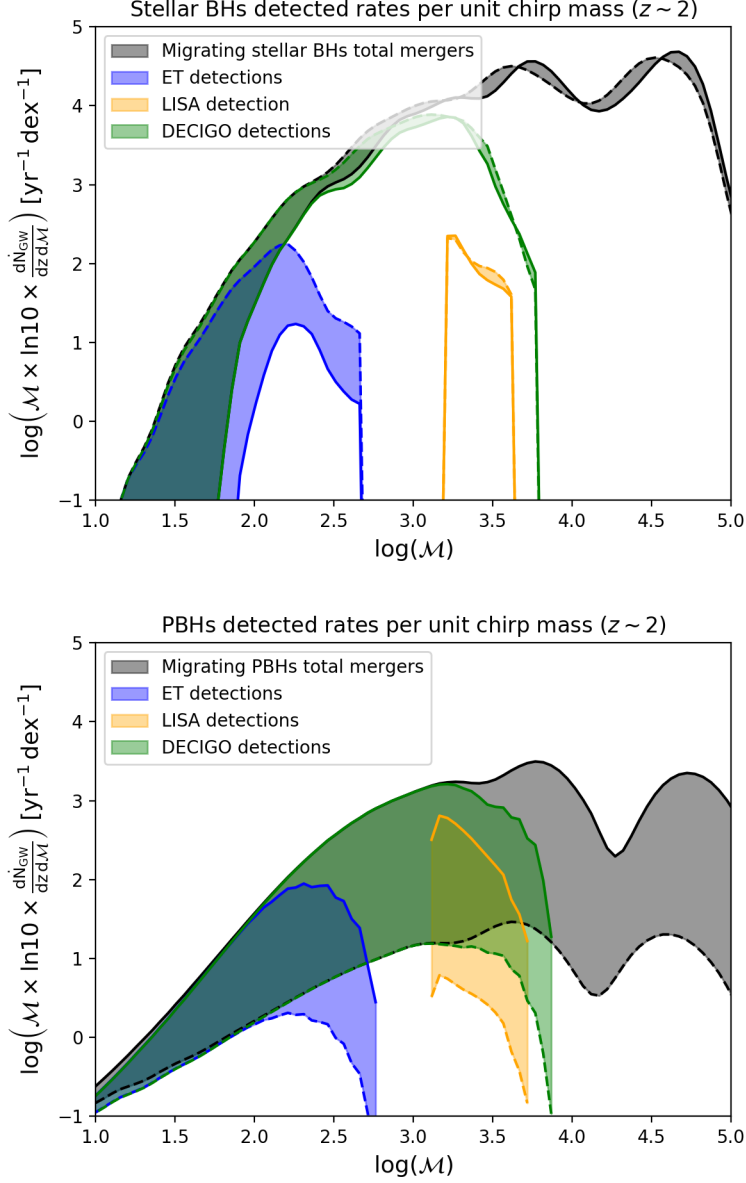 Stellar BHs detected rates per unit chirp mass (z ~ 2)
5
Migrating stellar BHs total mergers
ET detections
LISA detection
DECIGO detections
4
3
2
1
0
−1
log(ℳ × ln10 × dṄ_GW/dz dℳ) [yr⁻¹ dex⁻¹]
1.0 1.5 2.0 2.5 3.0 3.5 4.0 4.5 5.0
log(ℳ)
PBHs detected rates per unit chirp mass (z ~ 2)
5
Migrating PBHs total mergers
ET detections
LISA detections
DECIGO detections
4
3
2
1
0
−1
log(ℳ × ln10 × dṄ_GW/dz dℳ) [yr⁻¹ dex⁻¹]
1.0 1.5 2.0 2.5 3.0 3.5 4.0 4.5 5.0
log(ℳ)